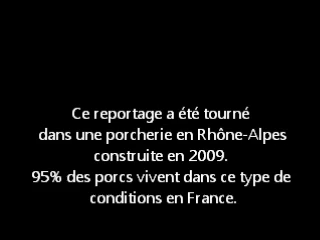 Ce reportage a été tourné
dans une porcherie en Rhône-Alpes
construite en 2009.
95% des porcs vivent dans ce type de
conditions en France.